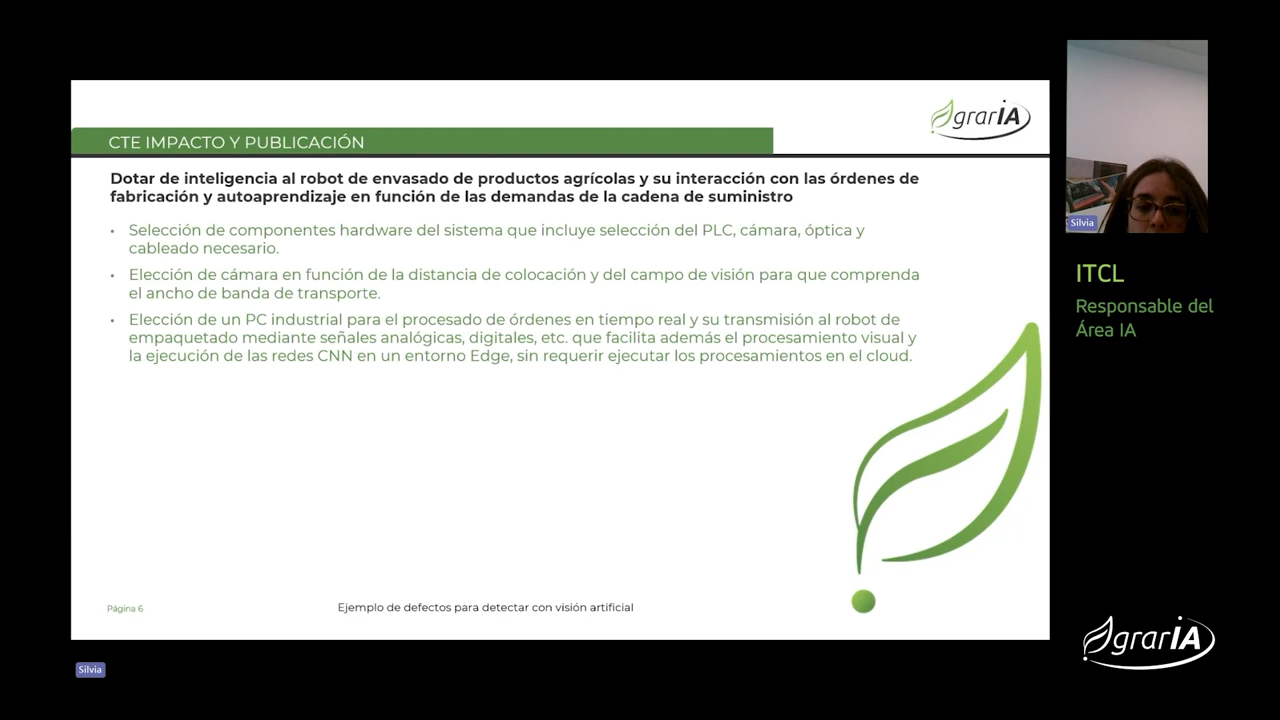 grarIA
CTE IMPACTO Y PUBLICACIÓN
Dotar de inteligencia al robot de envasado de productos agrícolas y su interacción con las órdenes de
fabricación y autoaprendizaje en función de las demandas de la cadena de suministro
• Selección de componentes hardware del sistema que incluye selección del PLC, cámara, óptica y
cableado necesario.
• Elección de cámara en función de la distancia de colocación y del campo de visión para que comprenda
el ancho de banda de transporte.
• Elección de un PC industrial para el procesado de órdenes en tiempo real y su transmisión al robot de
empaquetado mediante señales analógicas, digitales, etc. que facilita además el procesamiento visual y
la ejecución de las redes CNN en un entorno Edge, sin requerir ejecutar los procesamientos en el cloud.
Página 6
Ejemplo de defectos para detectar con visión artificial
Silvia
Silvia
ITCL
Responsable del
Área IA
grarIA